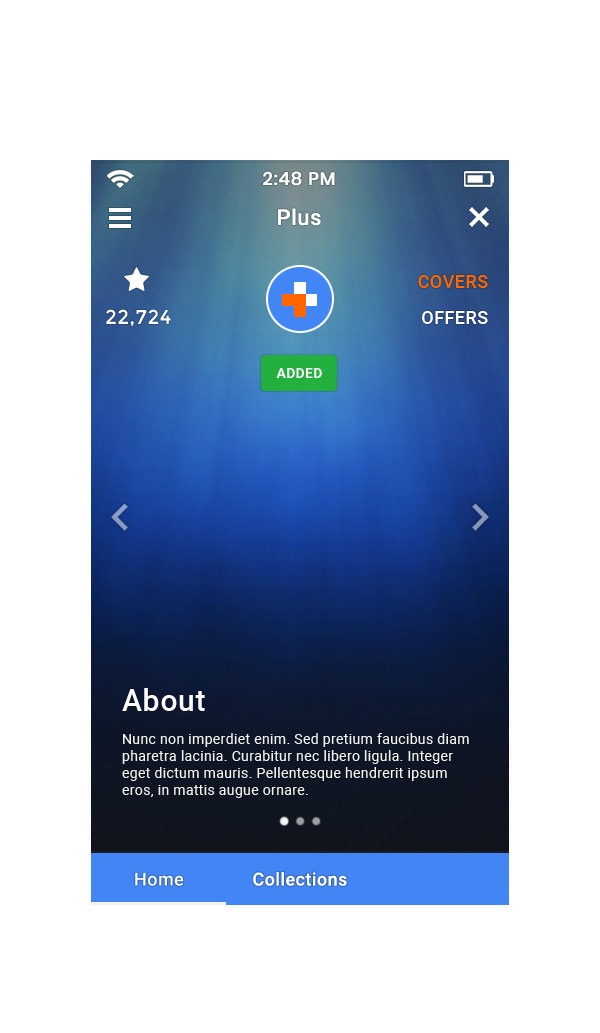 2:48 PM
Plus
COVERS
22,724
OFFERS
ADDED
About
Nunc non imperdiet enim. Sed pretium faucibus diam
pharetra lacinia. Curabitur nec libero ligula. Integer
eget dictum mauris. Pellentesque hendrerit ipsum
eros, in mattis augue ornare.
Home
Collections